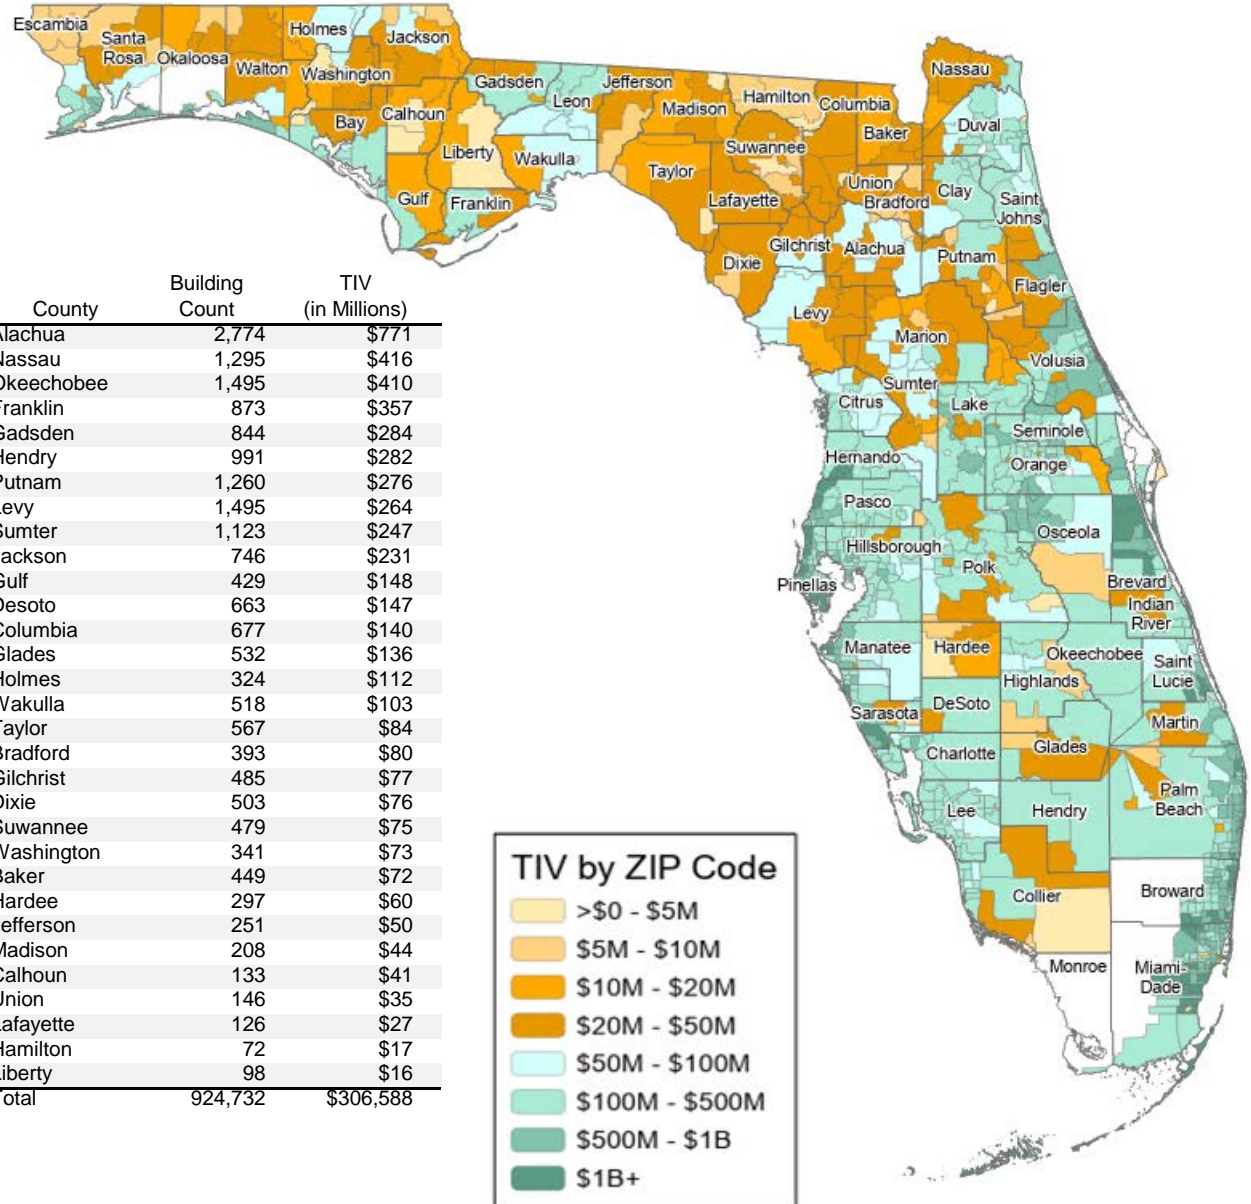 Escambia
Santa
Rosa
Okaloosa
Walton
Holmes
Washington
Jackson
Bay
Calhoun
Gulf
Liberty
Franklin
Gadsden
Leon
Wakulla
Jefferson
Madison
Taylor
Hamilton
Suwannee
Lafayette
Dixie
Columbia
Baker
Nassau
Duval
Union
Bradford
Clay
Saint
Johns
Gilchrist
Alachua
Putnam
Flagler
Levy
Marion
Volusia
Sumter
Citrus
Lake
Seminole
Hernando
Orange
Pasco
Osceola
Hillsborough
Polk
Pinellas
Brevard
Indian
River
Manatee
Hardee
Okeechobee
Saint
Lucie
Highlands
Sarasota
DeSoto
Martin
Charlotte
Glades
Palm
Beach
Lee
Hendry
Collier
Broward
Monroe
Miami-
Dade
Building TIV
County Count (in Millions)
Alachua 2,774 $771
Nassau 1,295 $416
Okeechobee 1,495 $410
Franklin 873 $357
Gadsden 844 $284
Hendry 991 $282
Putnam 1,260 $276
Levy 1,495 $264
Sumter 1,123 $247
Jackson 746 $231
Gulf 429 $148
Desoto 663 $147
Columbia 677 $140
Glades 532 $136
Holmes 324 $112
Wakulla 518 $103
Taylor 567 $84
Bradford 393 $80
Gilchrist 485 $77
Dixie 503 $76
Suwannee 479 $75
Washington 341 $73
Baker 449 $72
Hardee 297 $60
Jefferson 251 $50
Madison 208 $44
Calhoun 133 $41
Union 146 $35
Lafayette 126 $27
Hamilton 72 $17
Liberty 98 $16
Total 924,732 $306,588
TIV by ZIP Code
>$0 - $5M
$5M - $10M
$10M - $20M
$20M - $50M
$50M - $100M
$100M - $500M
$500M - $1B
$1B+